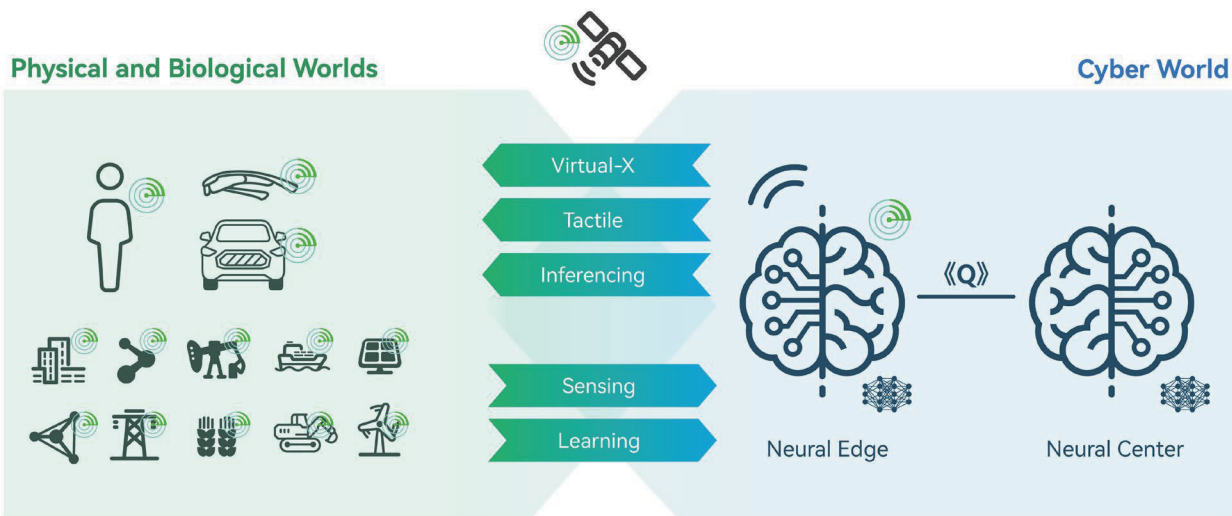 Physical and Biological Worlds
Cyber World
Virtual-X
Tactile
Inferencing
Sensing
Learning
《Q》
Neural Edge
Neural Center